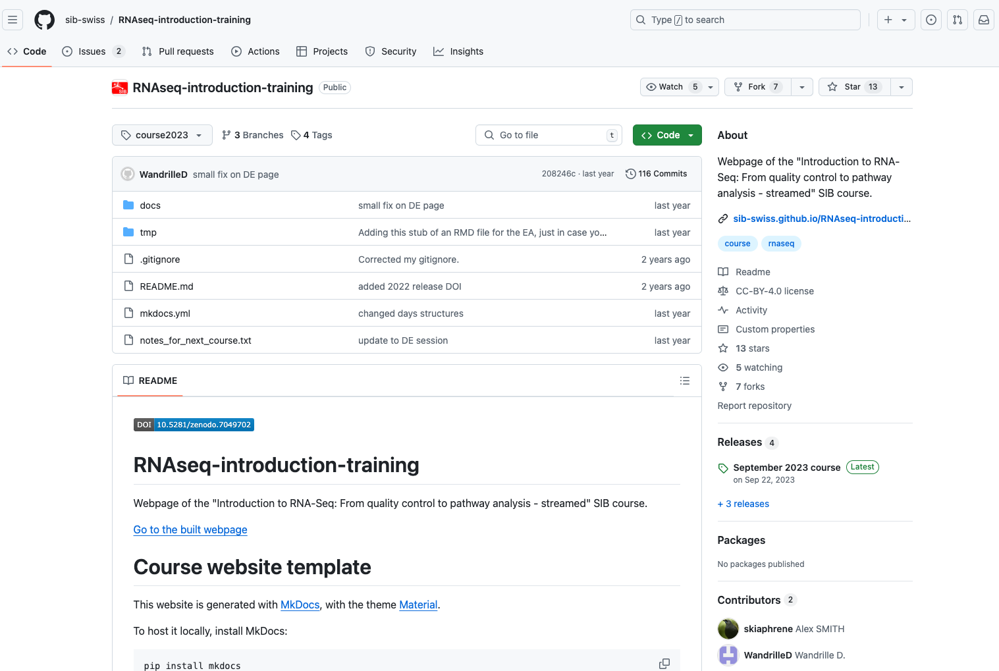 sib-swiss / RNAseq-introduction-training
Type / to search
Code
Issues 2
Pull requests
Actions
Projects
Security
Insights
SIB
RNAseq-introduction-training Public
Watch 5
Fork 7
Star 13
course2023
3 Branches
4 Tags
Go to file t
Code
WandrilleD small fix on DE page 208246c · last year 116 Commits
docs small fix on DE page last year
tmp Adding this stub of an RMD file for the EA, just in case yo... last year
.gitignore Corrected my gitignore. 2 years ago
README.md added 2022 release DOI 2 years ago
mkdocs.yml changed days structures last year
notes_for_next_course.txt update to DE session last year
README
DOI 10.5281/zenodo.7049702
RNAseq-introduction-training
Webpage of the "Introduction to RNA-Seq: From quality control to pathway analysis - streamed" SIB course.
Go to the built webpage
Course website template
This website is generated with MkDocs, with the theme Material.
To host it locally, install MkDocs:
pip install mkdocs
About
Webpage of the "Introduction to RNA-
Seq: From quality control to pathway
analysis - streamed" SIB course.
sib-swiss.github.io/RNAseq-introducti...
course rnaseq
Readme
CC-BY-4.0 license
Activity
Custom properties
13 stars
5 watching
7 forks
Report repository
Releases 4
September 2023 course Latest
on Sep 22, 2023
+ 3 releases
Packages
No packages published
Contributors 2
skiaphrene Alex SMITH
WandrilleD Wandrille D.